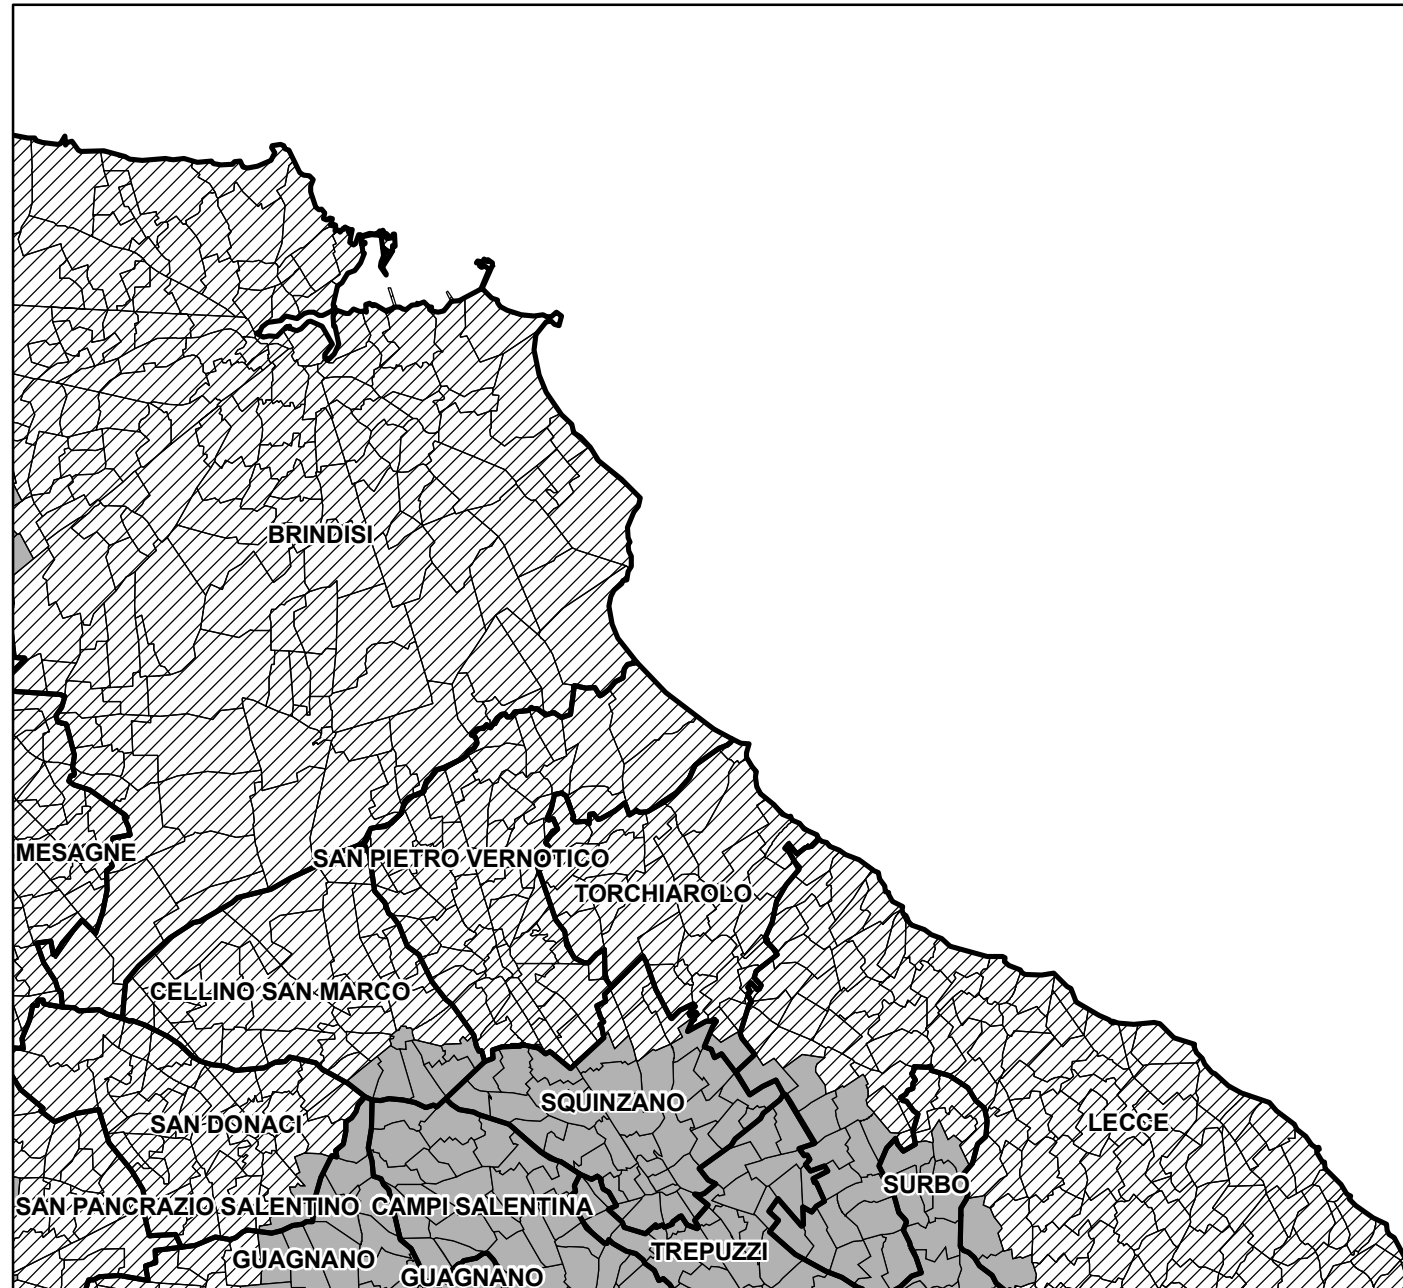 BRINDISI
MESAGNE
SAN PIETRO VERNOTICO
TORCHIAROLO
CELLINO SAN MARCO
SQUINZANO
SAN DONACI
LECCE
SURBO
SAN PANCRAZIO SALENTINO
CAMPI SALENTINA
TREPUZZI
GUAGNANO
GUAGNANO